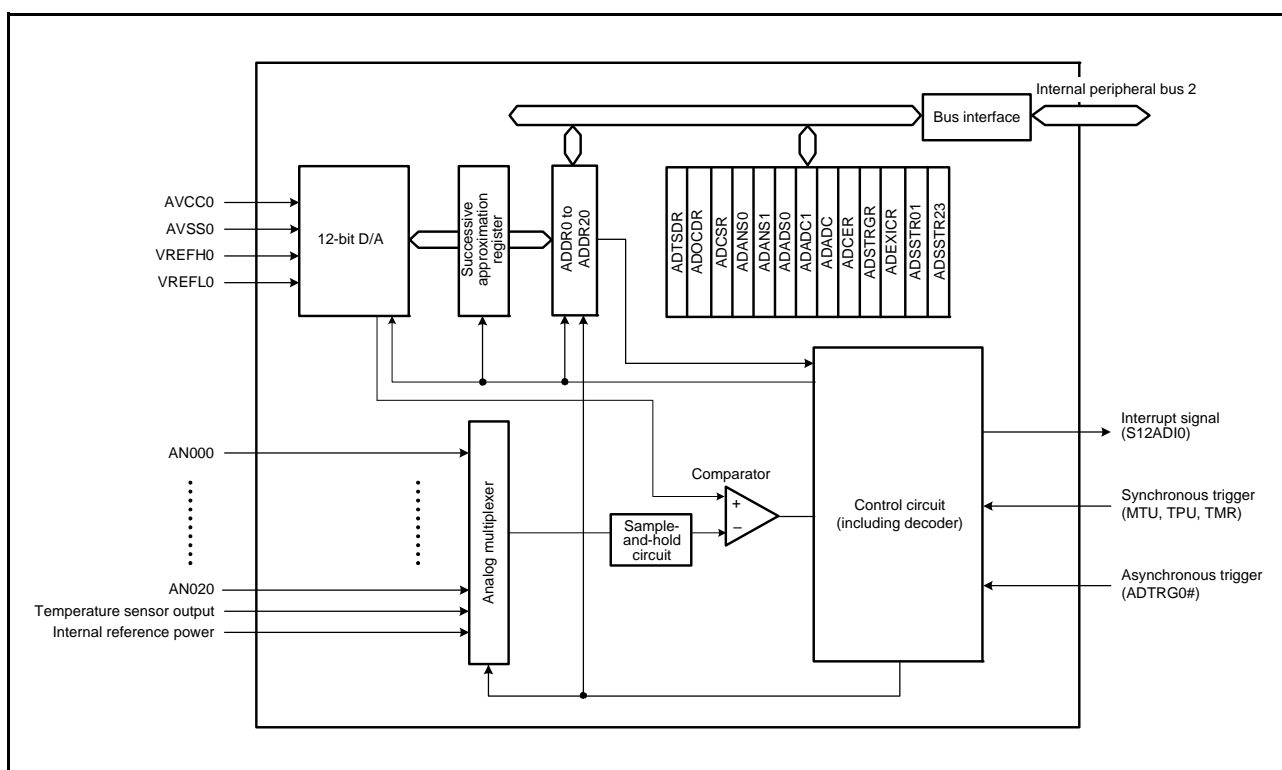 Internal peripheral bus 2
Bus interface
AVCC0
AVSS0
VREFH0
VREFL0
12-bit D/A
Successive
approximation
register
ADDR0 to
ADDR20
ADTSDR
ADOCDR
ADCSR
ADANS0
ADANS1
ADADS0
ADADC1
ADADC
ADCER
ADSTRGR
ADEXICR
ADSSTR01
ADSSTR23
AN000
AN020
Temperature sensor output
Internal reference power
Analog multiplexer
Sample-
and-hold
circuit
Comparator
+
−
Control circuit
(including decoder)
Interrupt signal
(S12ADI0)
Synchronous trigger
(MTU, TPU, TMR)
Asynchronous trigger
(ADTRG0#)